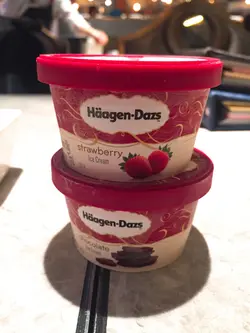 Häagen-Dazs
strawberry
Ice Cream
Häagen-Dazs
chocolate